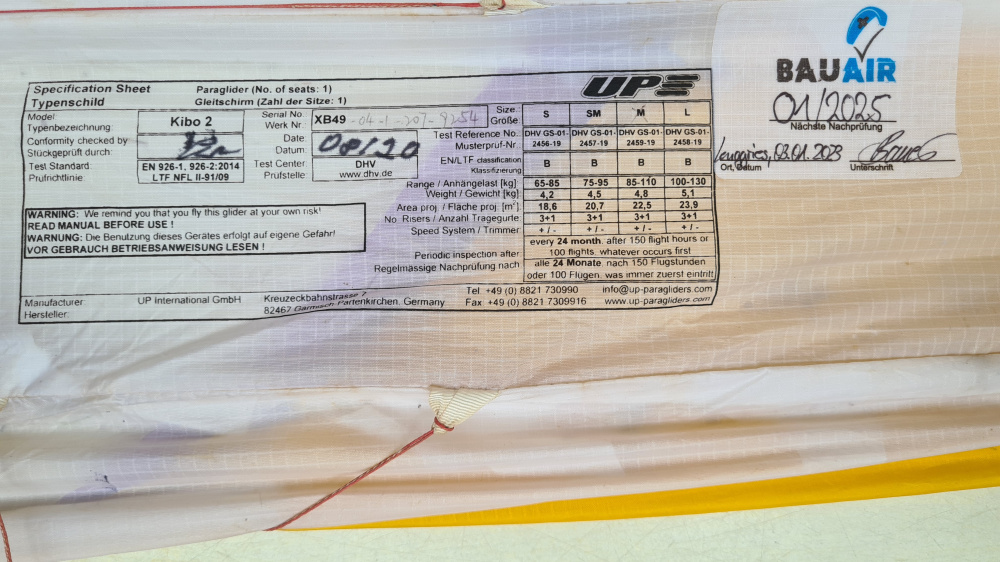 Specification Sheet Paraglider (No. of seats: 1)
Typenschild Gleitschirm (Zahl der Sitze: 1)
UP
Model: Kibo 2 Serial No. XB49-04-1-207-9254 Size: S SM M L
Typenbezeichnung: Werk Nr. Größe:
Conformity checked by Date: 08/20 Test Reference No. DHV GS-01-2456-19 DHV GS-01-2457-19 DHV GS-01-2459-19 DHV GS-01-2458-19
Stückgeprüft durch: Datum: Musterpruf-Nr.
Test Standard: EN 926-1, 926-2:2014 Test Center: DHV EN/LTF classification B B B B
Prüfrichtlinie LTF NFL II-91/09 Prüfstelle: www.dhv.de Klassifizierung
Range / Anhängelast [kg] 65-85 75-95 85-110 100-130
Weight / Gewicht [kg] 4,2 4,5 4,8 5,1
Area proj. / Fläche proj. [m²] 18,6 20,7 22,5 23,9
No. Risers / Anzahl Tragegurte 3+1 3+1 3+1 3+1
Speed System / Trimmer + / - + / - + / - + / -
WARNING: We remind you that you fly this glider at your own risk!
READ MANUAL BEFORE USE !
WARNUNG: Die Benutzung dieses Gerätes erfolgt auf eigene Gefahr!
VOR GEBRAUCH BETRIEBSANWEISUNG LESEN !
Periodic inspection after every 24 month, after 150 flight hours or
100 flights, whatever occurs first
Regelmässige Nachprüfung nach alle 24 Monate, nach 150 Flugstunden
oder 100 Flügen, was immer zuerst eintritt
Manufacturer UP International GmbH Kreuzeckbahnstrasse 7 Tel. +49 (0) 8821 730990 info@up-paragliders.com
Hersteller: 82467 Garmisch-Partenkirchen, Germany Fax +49 (0) 8821 7309916 www.up-paragliders.com
BAUAIR
01/2025
Nächste Nachprüfung
Lenggries, 03.01.2023
Ort, Datum Unterschrift